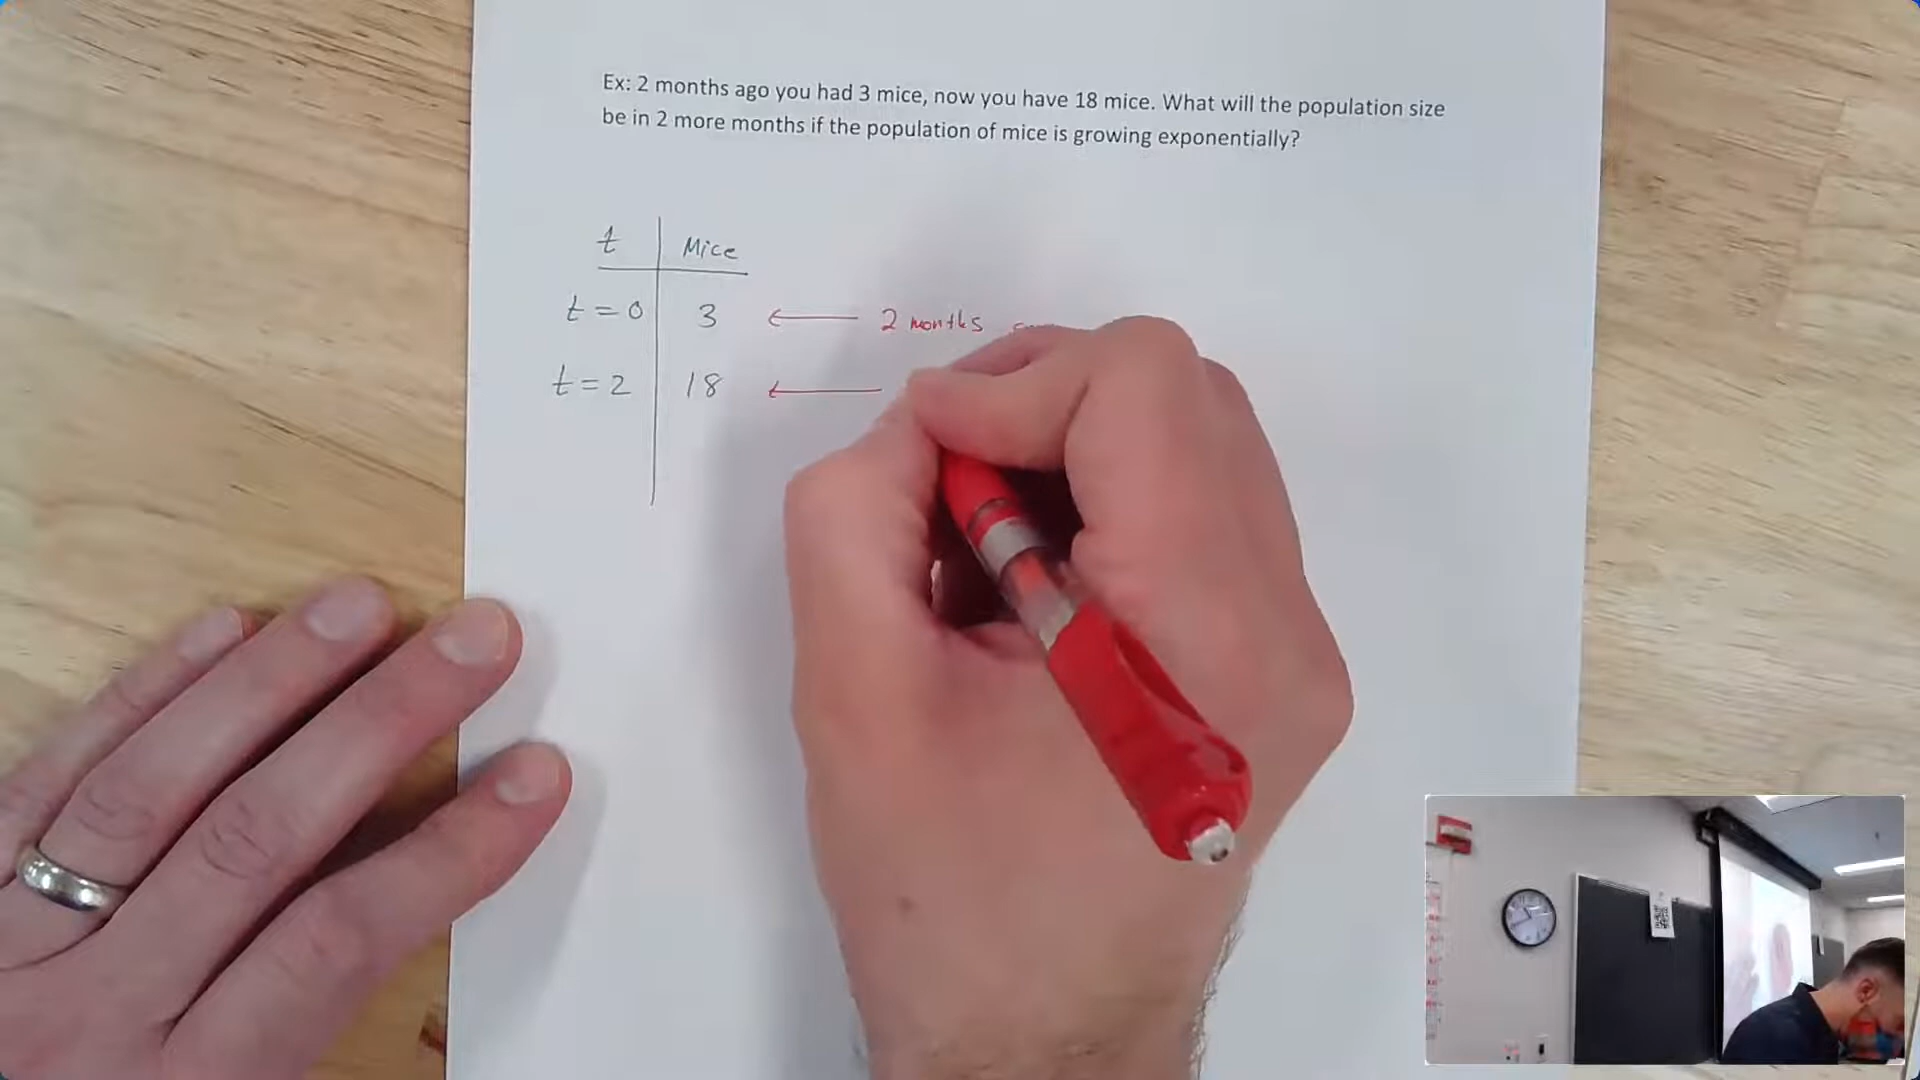 Ex: 2 months ago you had 3 mice, now you have 18 mice. What will the population size
be in 2 more months if the population of mice is growing exponentially?
t Mice
t = 0 3 ← 2 months
t = 2 18 ←